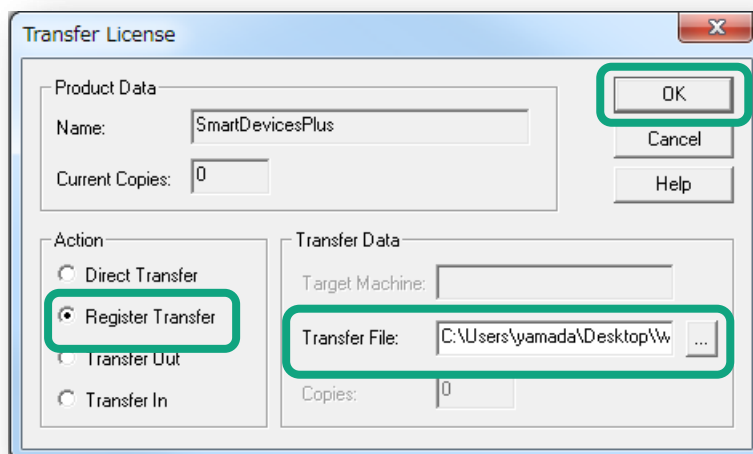 Transfer License
Product Data
Name: SmartDevicesPlus
Current Copies: 0
OK
Cancel
Help
Action
Direct Transfer
Register Transfer
Transfer Out
Transfer In
Transfer Data
Target Machine:
Transfer File: C:\Users\yamada\Desktop\W ...
Copies: 0